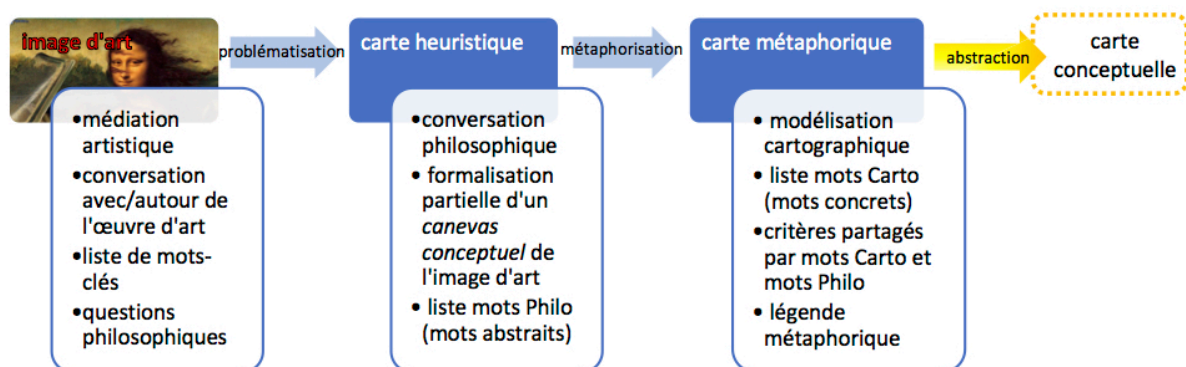 image d'art
problématisation
carte heuristique
métaphorisation
carte métaphorique
abstraction
carte
conceptuelle
•médiation
artistique
•conversation
avec/autour de
l'œuvre d'art
•liste de mots-
clés
•questions
philosophiques
•conversation
philosophique
• formalisation
partielle d'un
canevas
conceptuel de
l'image d'art
• liste mots Philo
(mots abstraits)
• modélisation
cartographique
• liste mots Carto
(mots concrets)
•critères partagés
par mots Carto et
mots Philo
• légende
métaphorique